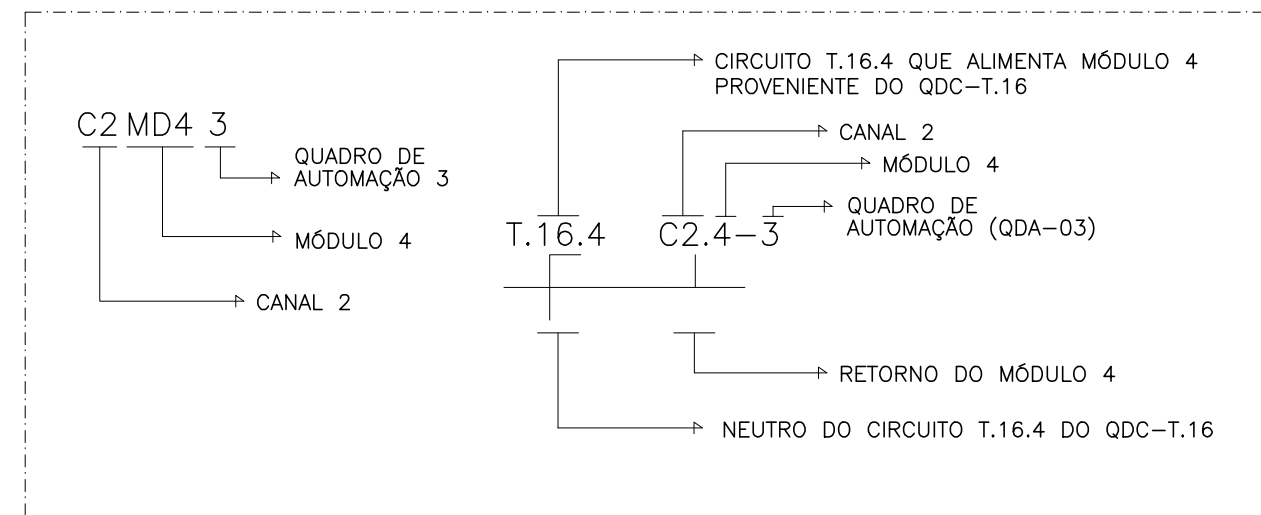 C2 MD4 3
QUADRO DE
AUTOMAÇÃO 3
MÓDULO 4
CANAL 2
CIRCUITO T.16.4 QUE ALIMENTA MÓDULO 4
PROVENIENTE DO QDC-T.16
CANAL 2
MÓDULO 4
QUADRO DE
AUTOMAÇÃO (QDA-03)
T.16.4 C2.4-3
RETORNO DO MÓDULO 4
NEUTRO DO CIRCUITO T.16.4 DO QDC-T.16